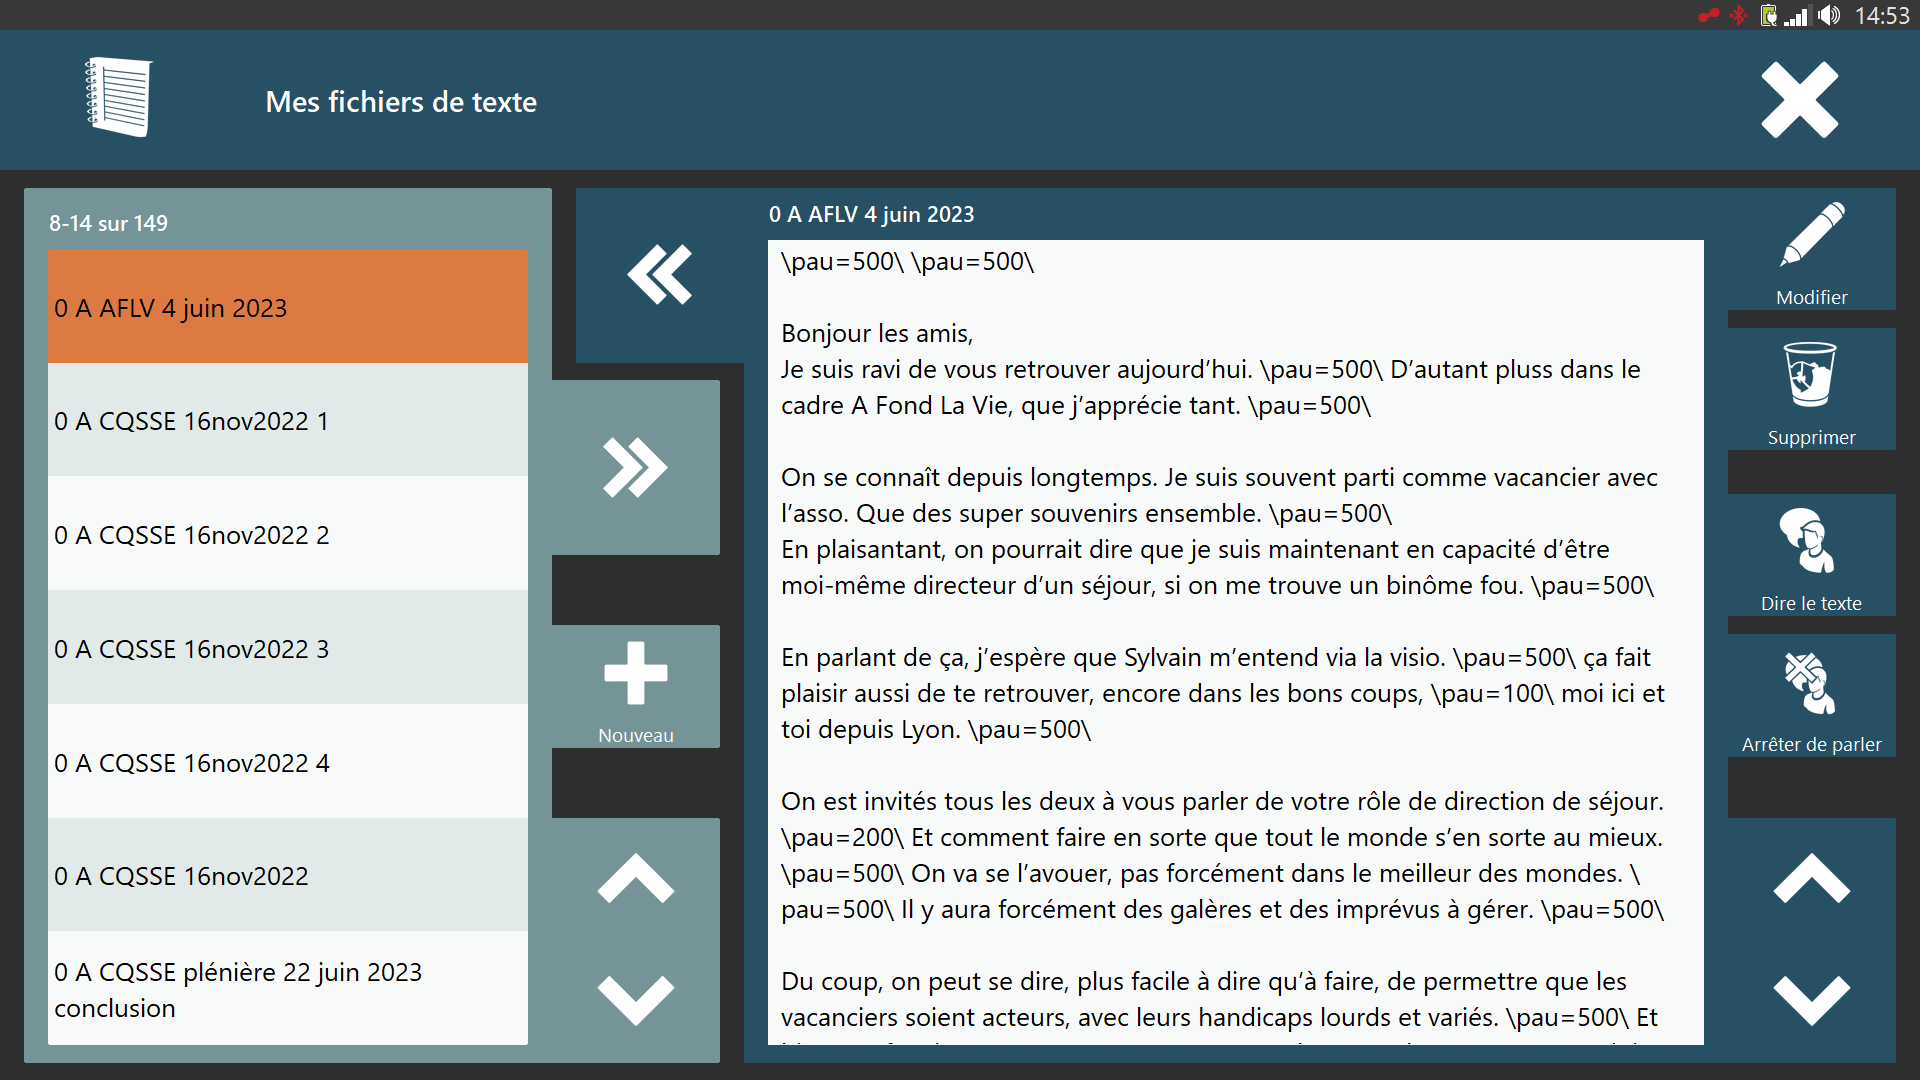 14:53
Mes fichiers de texte
8-14 sur 149
0 A AFLV 4 juin 2023
0 A CQSSE 16nov2022 1
0 A CQSSE 16nov2022 2
0 A CQSSE 16nov2022 3
0 A CQSSE 16nov2022 4
0 A CQSSE 16nov2022
0 A CQSSE plénière 22 juin 2023
conclusion
Nouveau
0 A AFLV 4 juin 2023
\pau=500\ \pau=500\
Bonjour les amis,
Je suis ravi de vous retrouver aujourd’hui. \pau=500\ D’autant pluss dans le
cadre A Fond La Vie, que j’apprécie tant. \pau=500\
On se connaît depuis longtemps. Je suis souvent parti comme vacancier avec
l’asso. Que des super souvenirs ensemble. \pau=500\
En plaisantant, on pourrait dire que je suis maintenant en capacité d’être
moi-même directeur d’un séjour, si on me trouve un binôme fou. \pau=500\
En parlant de ça, j’espère que Sylvain m’entend via la visio. \pau=500\ ça fait
plaisir aussi de te retrouver, encore dans les bons coups, \pau=100\ moi ici et
toi depuis Lyon. \pau=500\
On est invités tous les deux à vous parler de votre rôle de direction de séjour.
\pau=200\ Et comment faire en sorte que tout le monde s’en sorte au mieux.
\pau=500\ On va se l’avouer, pas forcément dans le meilleur des mondes. \
pau=500\ Il y aura forcément des galères et des imprévus à gérer. \pau=500\
Du coup, on peut se dire, plus facile à dire qu’à faire, de permettre que les
vacanciers soient acteurs, avec leurs handicaps lourds et variés. \pau=500\ Et
Modifier
Supprimer
Dire le texte
Arrêter de parler